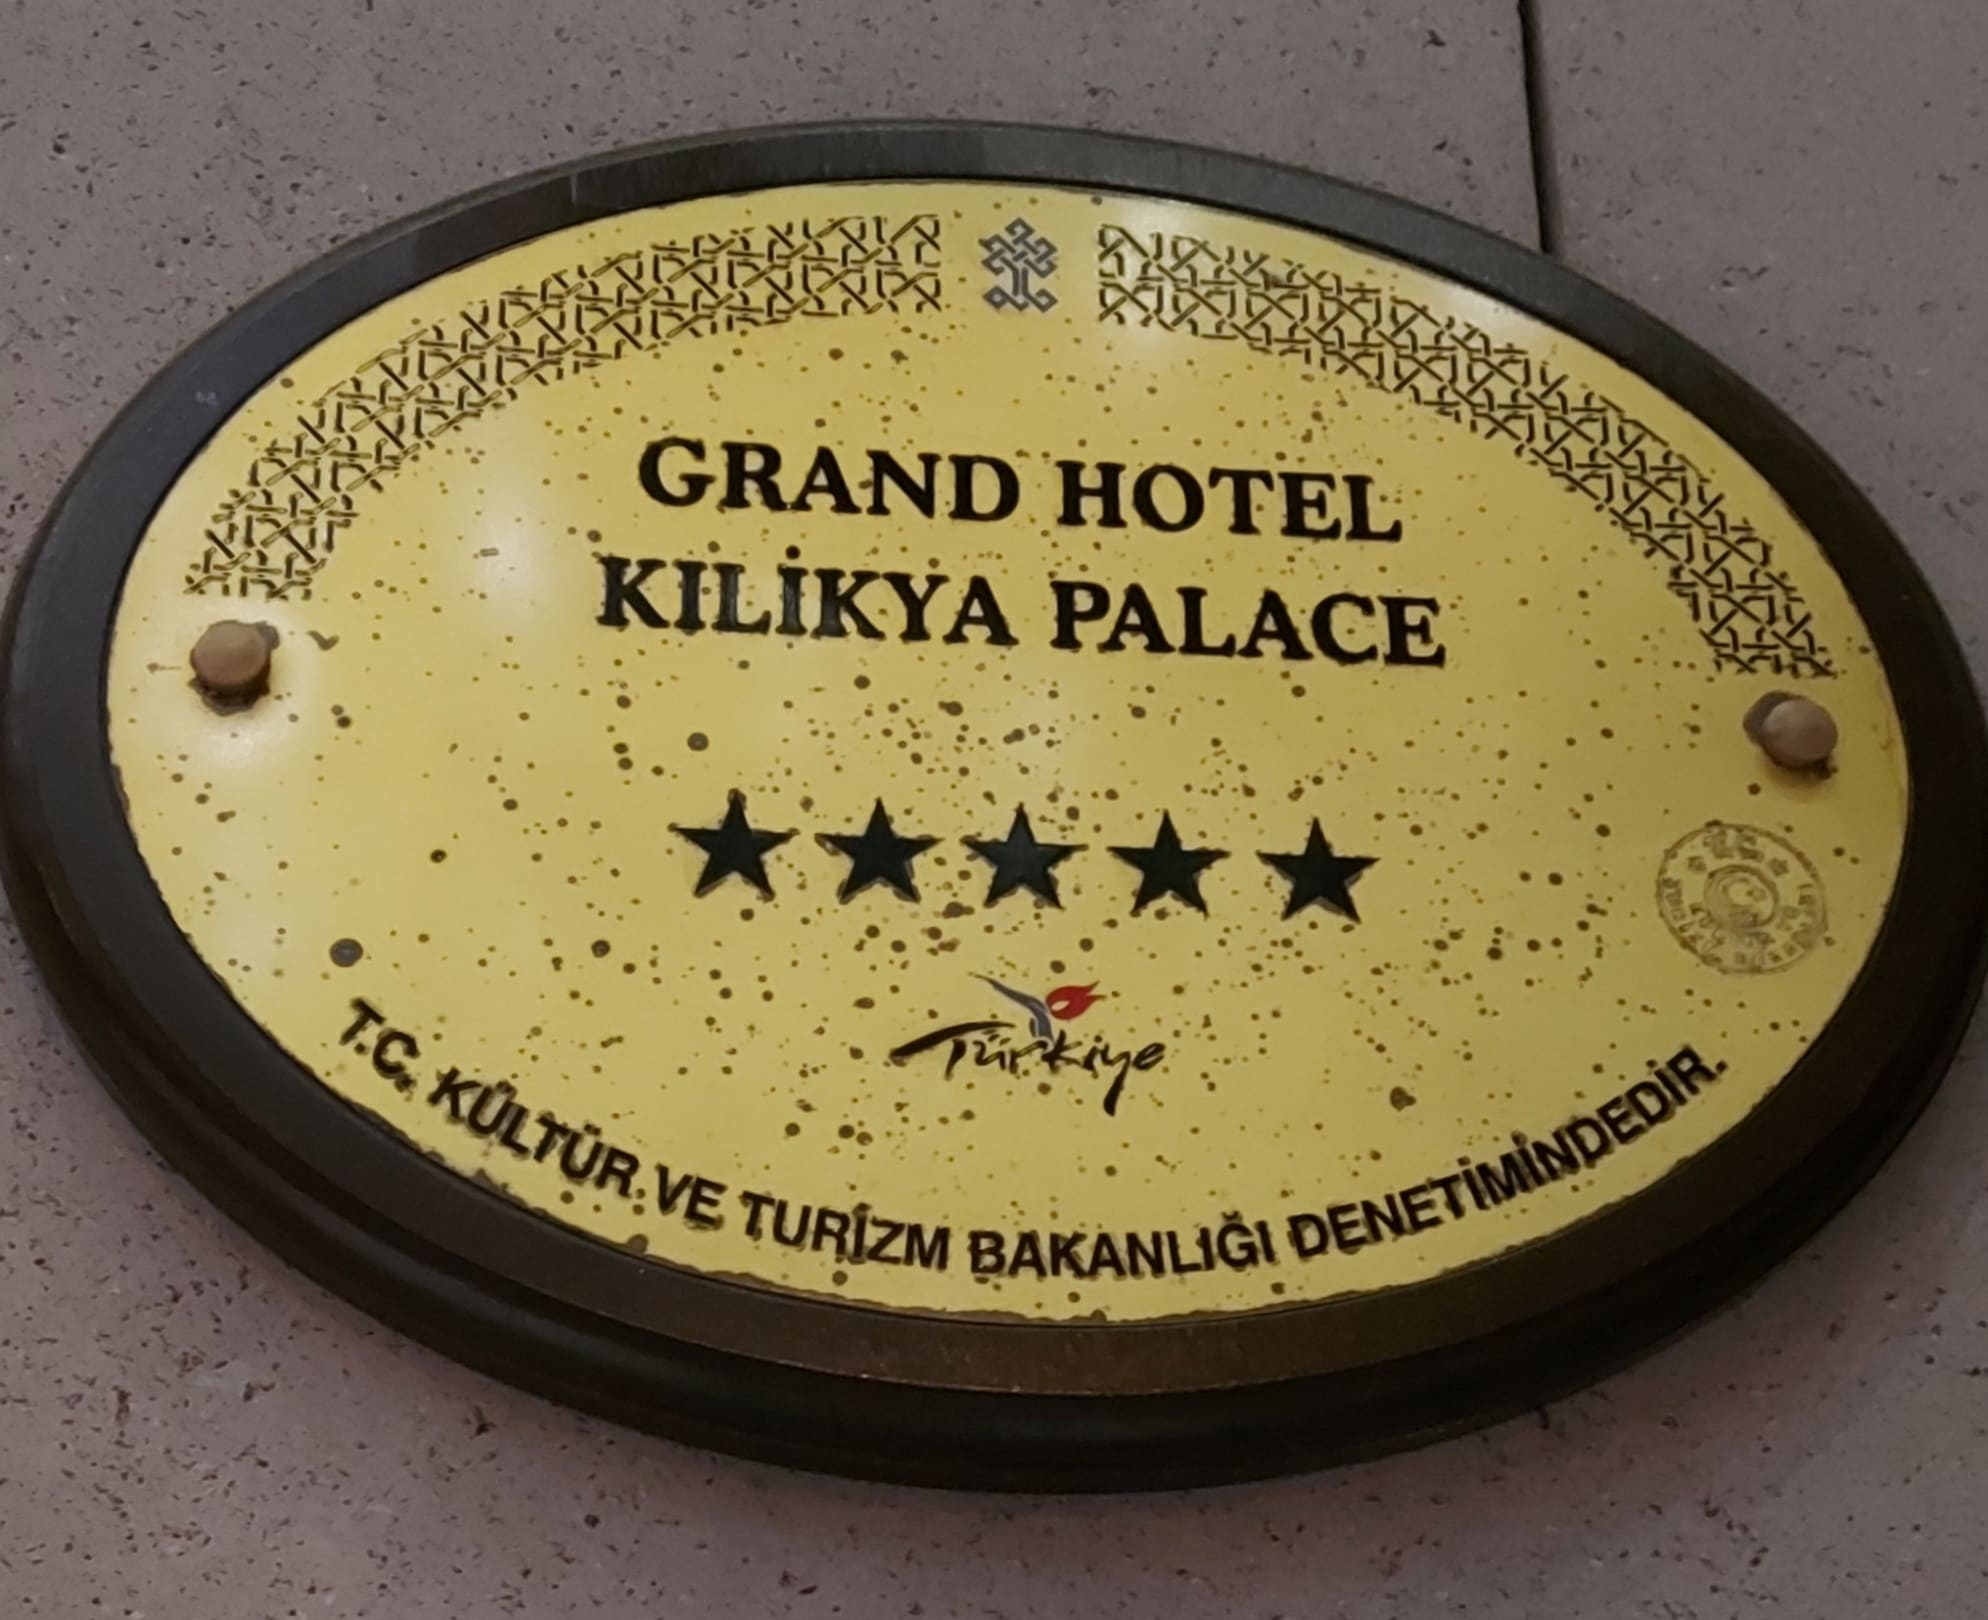 GRAND HOTEL
KILİKYA PALACE
Türkiye
T.C. KÜLTÜR VE TURİZM BAKANLIĞI DENETİMİNDEDİR.